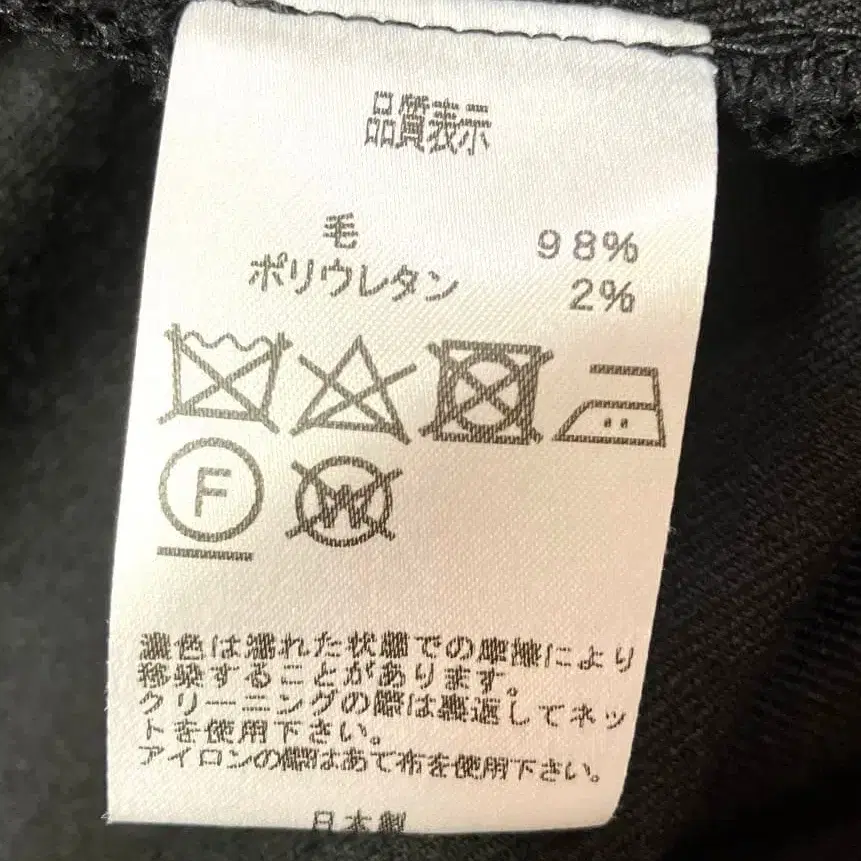 品質表示
毛 98%
ポリウレタン 2%
F
W
濃色は濡れた状態での摩擦により
移染することがあります。
クリーニングの際は裏返してネッ
トを使用下さい。
アイロンの際はあて布を使用下さい。
日本製